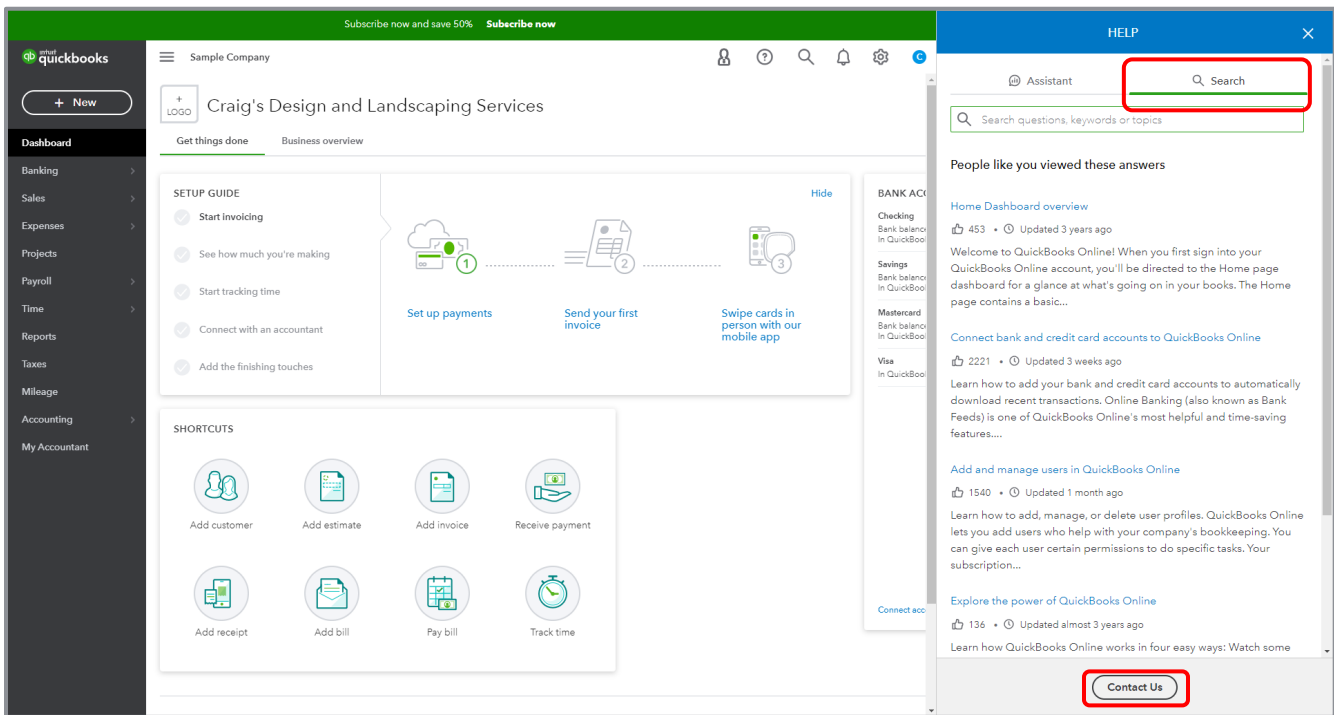 Subscribe now and save 50% Subscribe now
qb intuit quickbooks
Sample Company
C
+ New
+ LOGO
Craig's Design and Landscaping Services
Get things done Business overview
Dashboard
Banking
Sales
Expenses
Projects
Payroll
Time
Reports
Taxes
Mileage
Accounting
My Accountant
SETUP GUIDE
Hide
Start invoicing
See how much you're making
Start tracking time
Connect with an accountant
Add the finishing touches
1
2
3
Set up payments
Send your first
invoice
Swipe cards in
person with our
mobile app
SHORTCUTS
Add customer
Add estimate
Add invoice
Receive payment
Add receipt
Add bill
Pay bill
Track time
BANK ACC
Checking
Bank balance
In QuickBoo
Savings
Bank balance
In QuickBoo
Mastercard
Bank balance
In QuickBoo
Visa
In QuickBoo
Connect acco
HELP
Assistant
Search
Search questions, keywords or topics
People like you viewed these answers
Home Dashboard overview
453 • Updated 3 years ago
Welcome to QuickBooks Online! When you first sign into your
QuickBooks Online account, you'll be directed to the Home page
dashboard for a glance at what's going on in your books. The Home
page contains a basic...
Connect bank and credit card accounts to QuickBooks Online
2221 • Updated 3 weeks ago
Learn how to add your bank and credit card accounts to automatically
download recent transactions. Online Banking (also known as Bank
Feeds) is one of QuickBooks Online's most helpful and time-saving
features....
Add and manage users in QuickBooks Online
1540 • Updated 1 month ago
Learn how to add, manage, or delete user profiles. QuickBooks Online
lets you add users who help with your company's bookkeeping. You
can give each user certain permissions to do specific tasks. Your
subscription...
Explore the power of QuickBooks Online
136 • Updated almost 3 years ago
Learn how QuickBooks Online works in four easy ways: Watch some
Contact Us